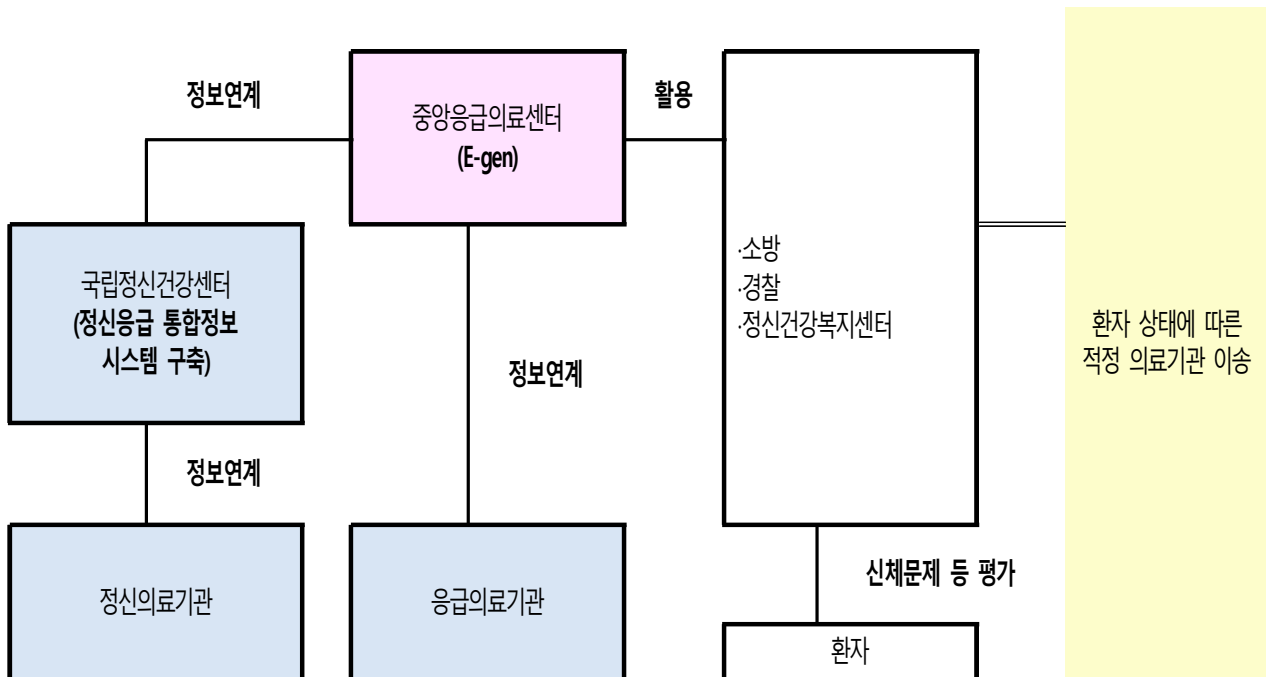 정보연계
중앙응급의료센터
(E-gen)
활용
국립정신건강센터
(정신응급 통합정보
시스템 구축)
·소방
·경찰
·정신건강복지센터
환자 상태에 따른
적정 의료기관 이송
정보연계
정보연계
신체문제 등 평가
정신의료기관
응급의료기관
환자